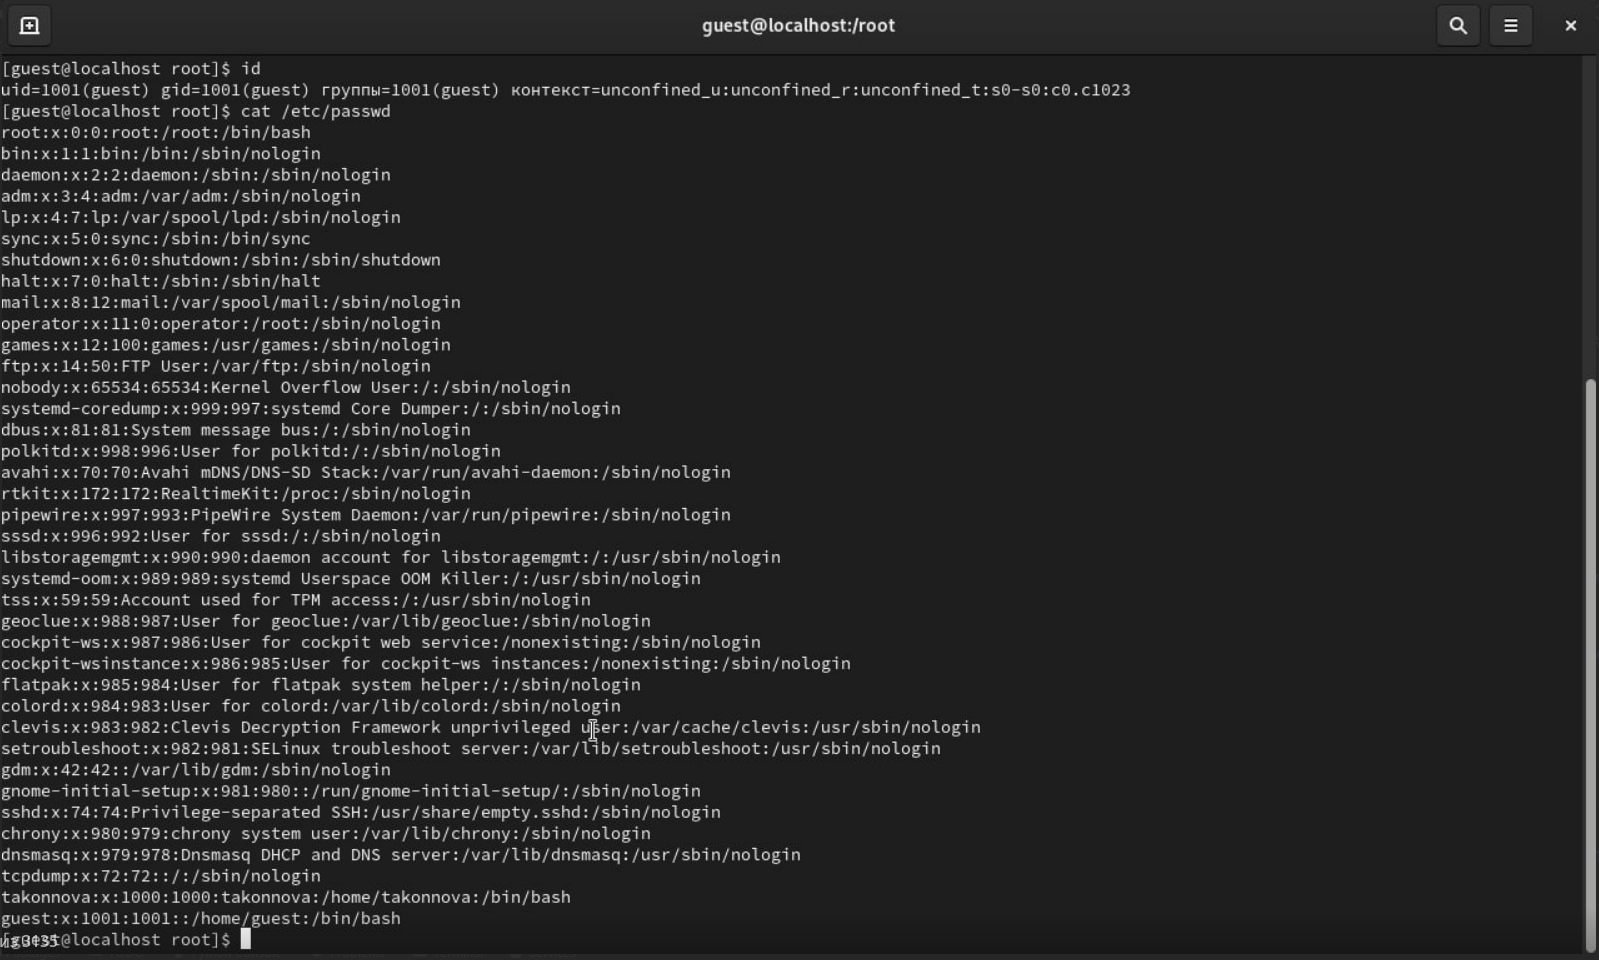 guest@localhost:/root
[guest@localhost root]$ id
uid=1001(guest) gid=1001(guest) группы=1001(guest) контекст=unconfined_u:unconfined_r:unconfined_t:s0-s0:c0.c1023
[guest@localhost root]$ cat /etc/passwd
root:x:0:0:root:/root:/bin/bash
bin:x:1:1:bin:/bin:/sbin/nologin
daemon:x:2:2:daemon:/sbin:/sbin/nologin
adm:x:3:4:adm:/var/adm:/sbin/nologin
lp:x:4:7:lp:/var/spool/lpd:/sbin/nologin
sync:x:5:0:sync:/sbin:/bin/sync
shutdown:x:6:0:shutdown:/sbin:/sbin/shutdown
halt:x:7:0:halt:/sbin:/sbin/halt
mail:x:8:12:mail:/var/spool/mail:/sbin/nologin
operator:x:11:0:operator:/root:/sbin/nologin
games:x:12:100:games:/usr/games:/sbin/nologin
ftp:x:14:50:FTP User:/var/ftp:/sbin/nologin
nobody:x:65534:65534:Kernel Overflow User:/:/sbin/nologin
systemd-coredump:x:999:997:systemd Core Dumper:/:/sbin/nologin
dbus:x:81:81:System message bus:/:/sbin/nologin
polkitd:x:998:996:User for polkitd:/:/sbin/nologin
avahi:x:70:70:Avahi mDNS/DNS-SD Stack:/var/run/avahi-daemon:/sbin/nologin
rtkit:x:172:172:RealtimeKit:/proc:/sbin/nologin
pipewire:x:997:993:PipeWire System Daemon:/var/run/pipewire:/sbin/nologin
sssd:x:996:992:User for sssd:/:/sbin/nologin
libstoragemgmt:x:990:990:daemon account for libstoragemgmt:/:/usr/sbin/nologin
systemd-oom:x:989:989:systemd Userspace OOM Killer:/:/usr/sbin/nologin
tss:x:59:59:Account used for TPM access:/:/usr/sbin/nologin
geoclue:x:988:987:User for geoclue:/var/lib/geoclue:/sbin/nologin
cockpit-ws:x:987:986:User for cockpit web service:/nonexisting:/sbin/nologin
cockpit-wsinstance:x:986:985:User for cockpit-ws instances:/nonexisting:/sbin/nologin
flatpak:x:985:984:User for flatpak system helper:/:/sbin/nologin
colord:x:984:983:User for colord:/var/lib/colord:/sbin/nologin
clevis:x:983:982:Clevis Decryption Framework unprivileged user:/var/cache/clevis:/usr/sbin/nologin
setroubleshoot:x:982:981:SELinux troubleshoot server:/var/lib/setroubleshoot:/usr/sbin/nologin
gdm:x:42:42::/var/lib/gdm:/sbin/nologin
gnome-initial-setup:x:981:980::/run/gnome-initial-setup/:/sbin/nologin
sshd:x:74:74:Privilege-separated SSH:/usr/share/empty.sshd:/sbin/nologin
chrony:x:980:979:chrony system user:/var/lib/chrony:/sbin/nologin
dnsmasq:x:979:978:Dnsmasq DHCP and DNS server:/var/lib/dnsmasq:/usr/sbin/nologin
tcpdump:x:72:72::/:/sbin/nologin
takonnova:x:1000:1000:takonnova:/home/takonnova:/bin/bash
guest:x:1001:1001::/home/guest:/bin/bash
[guest@localhost root]$